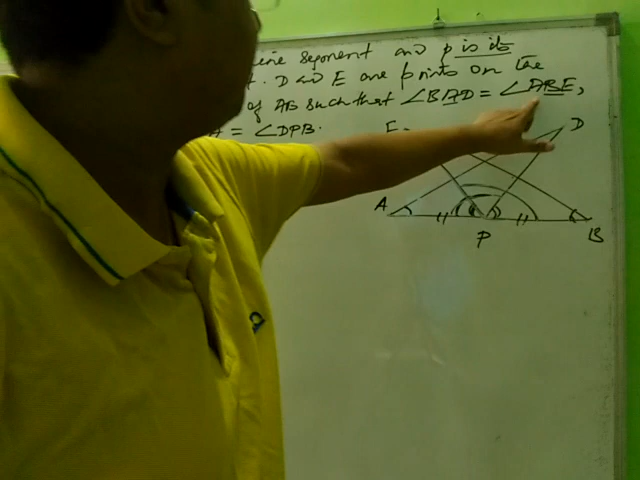 line segment and p is its
. D and E are points on the
of AB such that ∠BAD = ∠ABE,
= ∠DPB.
E
D
A
P
B